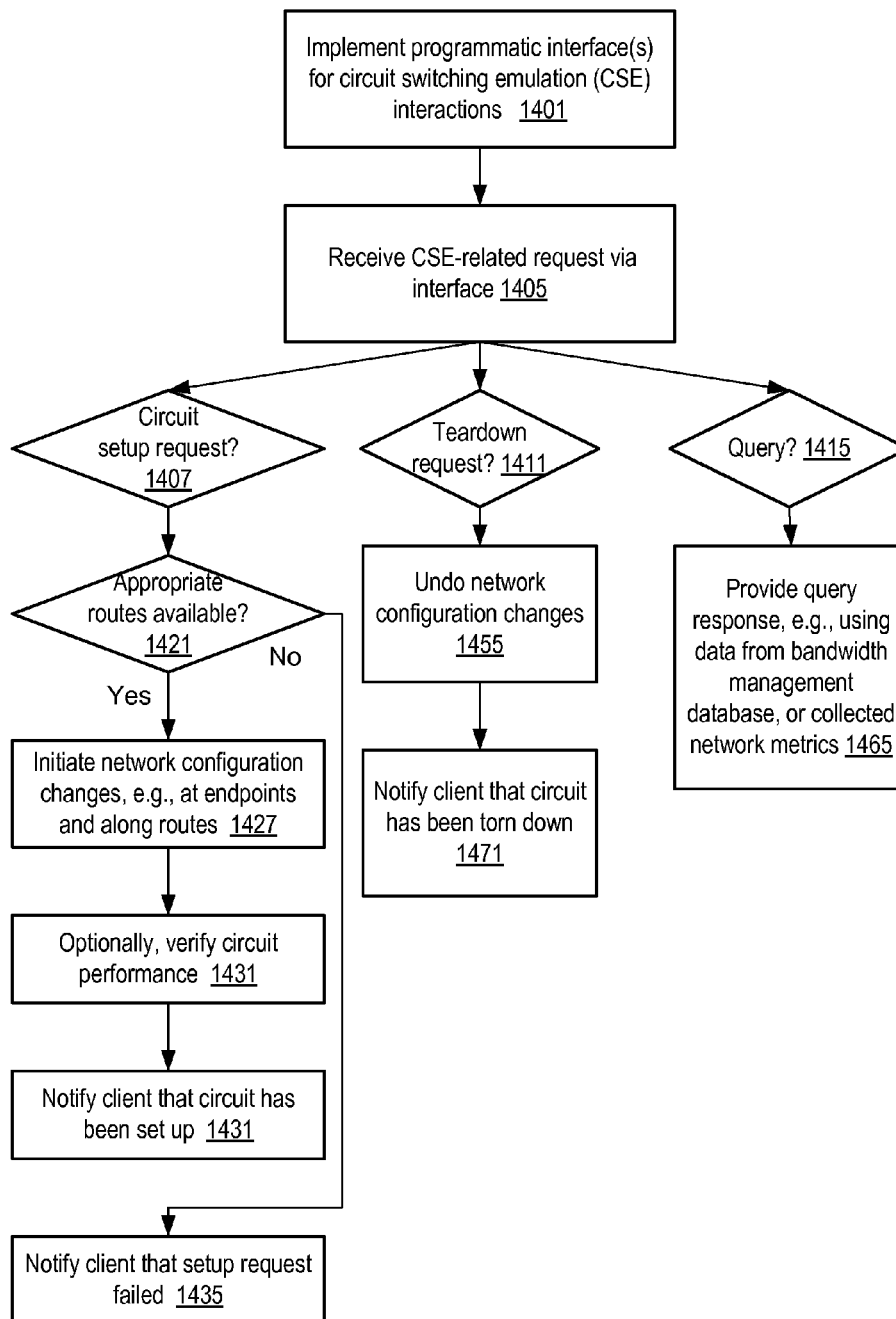 Implement programmatic interface(s)
for circuit switching emulation (CSE)
interactions 1401
Receive CSE-related request via
interface 1405
Circuit
setup request?
1407
Teardown
request? 1411
Query? 1415
Appropriate
routes available?
1421
No
Yes
Undo network
configuration changes
1455
Provide query
response, e.g., using
data from bandwidth
management
database, or collected
network metrics 1465
Initiate network configuration
changes, e.g., at endpoints
and along routes 1427
Notify client that circuit
has been torn down
1471
Optionally, verify circuit
performance 1431
Notify client that circuit has
been set up 1431
Notify client that setup request
failed 1435